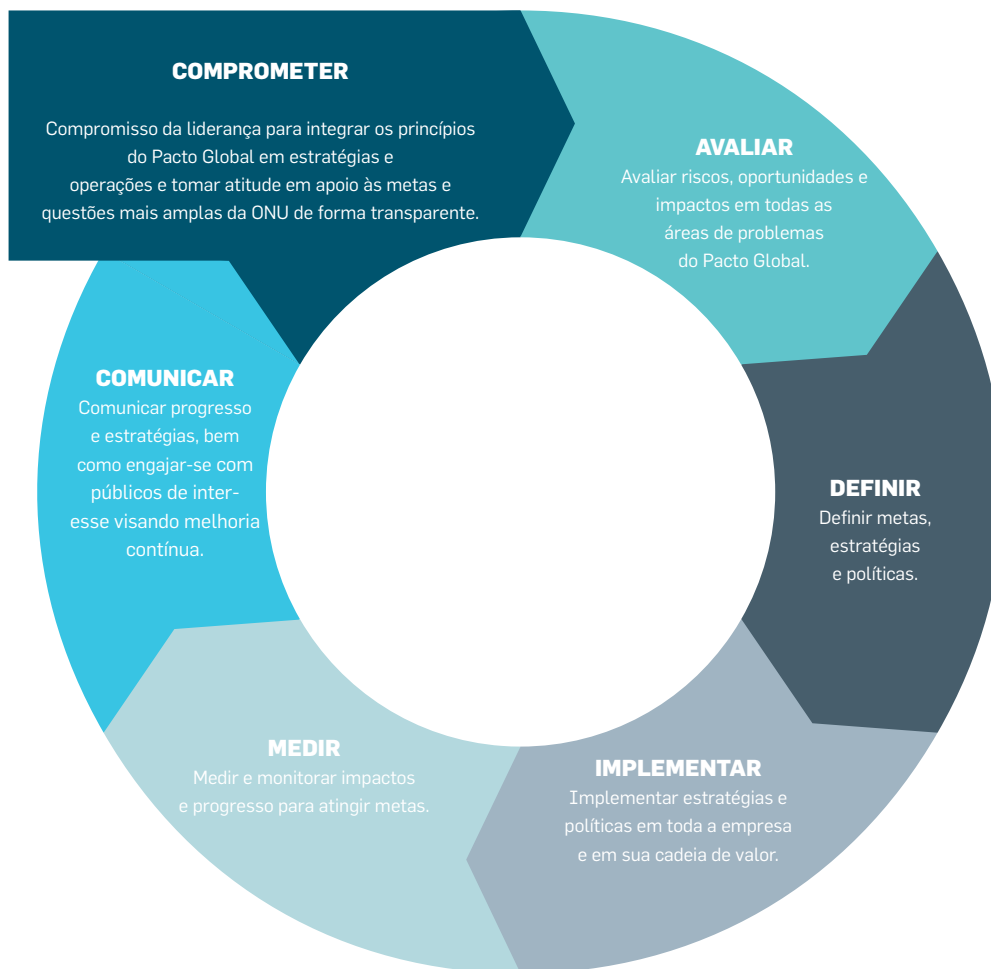 COMPROMETER
Compromisso da liderança para integrar os princípios
do Pacto Global em estratégias e
operações e tomar atitude em apoio às metas e
questões mais amplas da ONU de forma transparente.
AVALIAR
Avaliar riscos, oportunidades e
impactos em todas as
áreas de problemas
do Pacto Global.
DEFINIR
Definir metas,
estratégias
e políticas.
IMPLEMENTAR
Implementar estratégias e
políticas em toda a empresa
e em sua cadeia de valor.
MEDIR
Medir e monitorar impactos
e progresso para atingir metas.
COMUNICAR
Comunicar progresso
e estratégias, bem
como engajar-se com
públicos de inter-
esse visando melhoria
contínua.